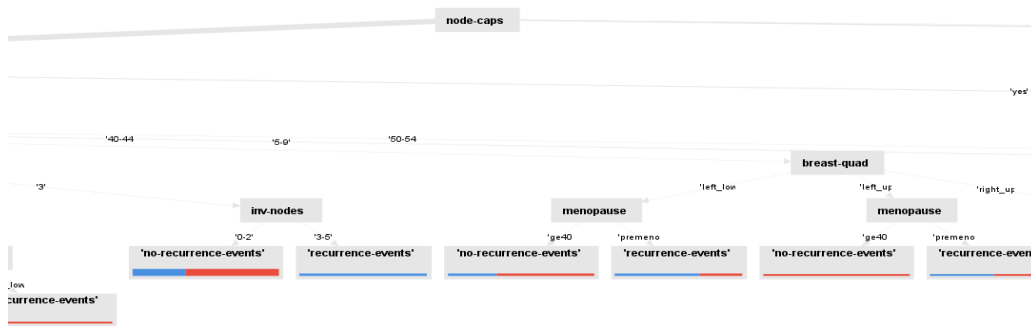 node-caps
'yes'
'40-44
'5-9'
'50-54
breast-quad
'3'
'left_low
'left_up
'right_up
inv-nodes
menopause
menopause
'0-2'
'3-5'
'ge40
'premeno
'ge40
'premeno
'no-recurrence-events'
'recurrence-events'
'no-recurrence-events'
'recurrence-events'
'no-recurrence-events'
'recurrence-even
_low
currence-events'